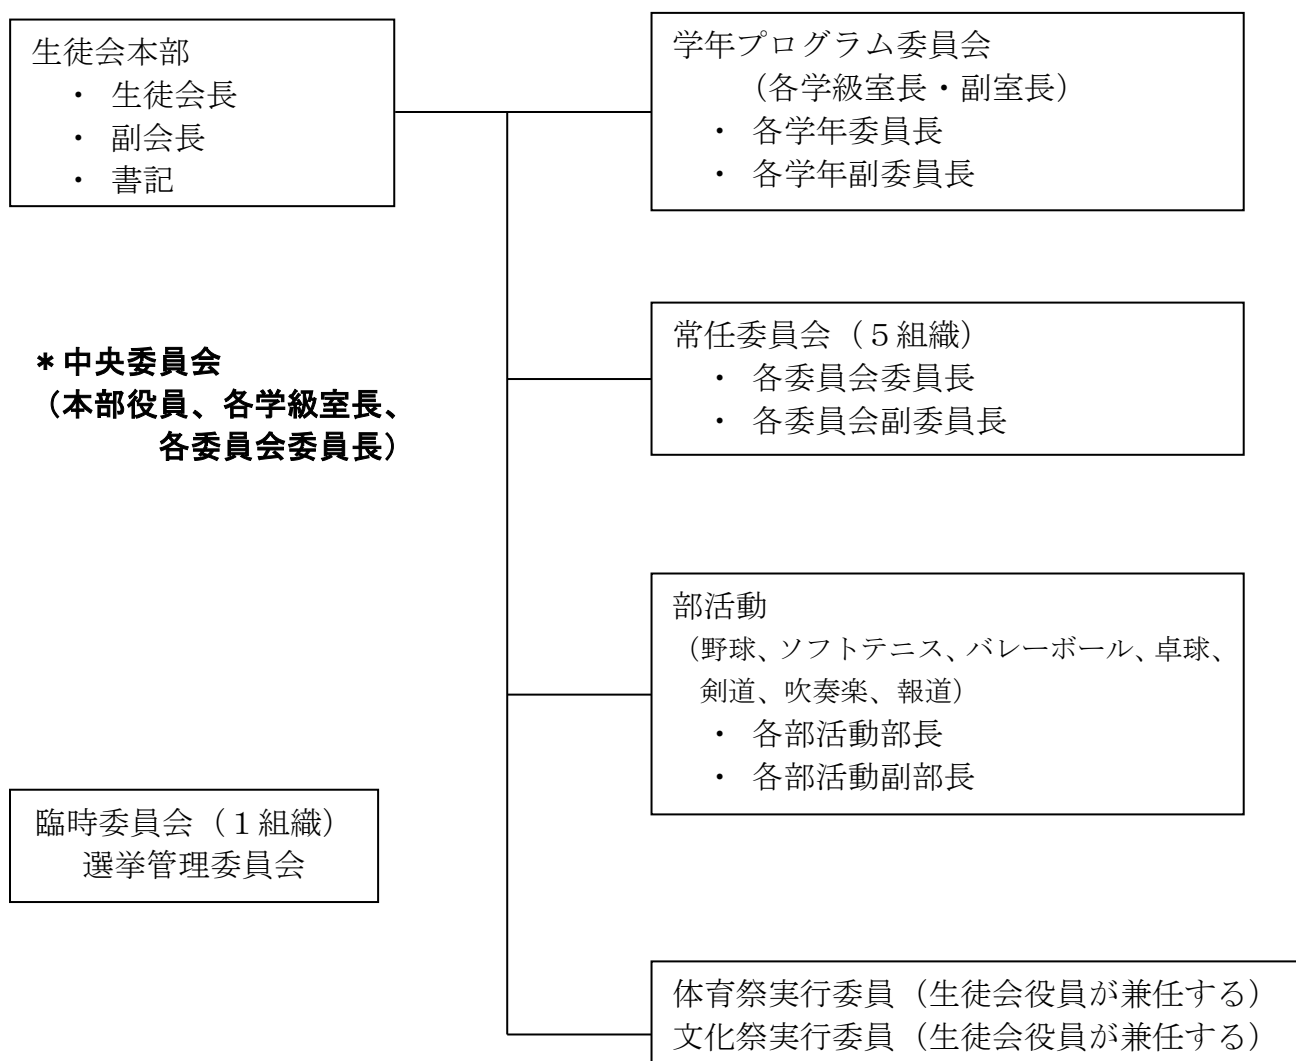 生徒会本部
・ 生徒会長
・ 副会長
・ 書記
学年プログラム委員会
（各学級室長・副室長）
・ 各学年委員長
・ 各学年副委員長
＊中央委員会
（本部役員、各学級室長、
各委員会委員長）
常任委員会（５組織）
・ 各委員会委員長
・ 各委員会副委員長
部活動
（野球、ソフトテニス、バレーボール、卓球、
剣道、吹奏楽、報道）
・ 各部活動部長
・ 各部活動副部長
臨時委員会（１組織）
選挙管理委員会
体育祭実行委員（生徒会役員が兼任する）
文化祭実行委員（生徒会役員が兼任する）